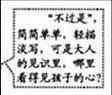 “不过是”，
简简单单，轻描
淡写，可是大人
的见识里，哪里
看得见孩子的心？